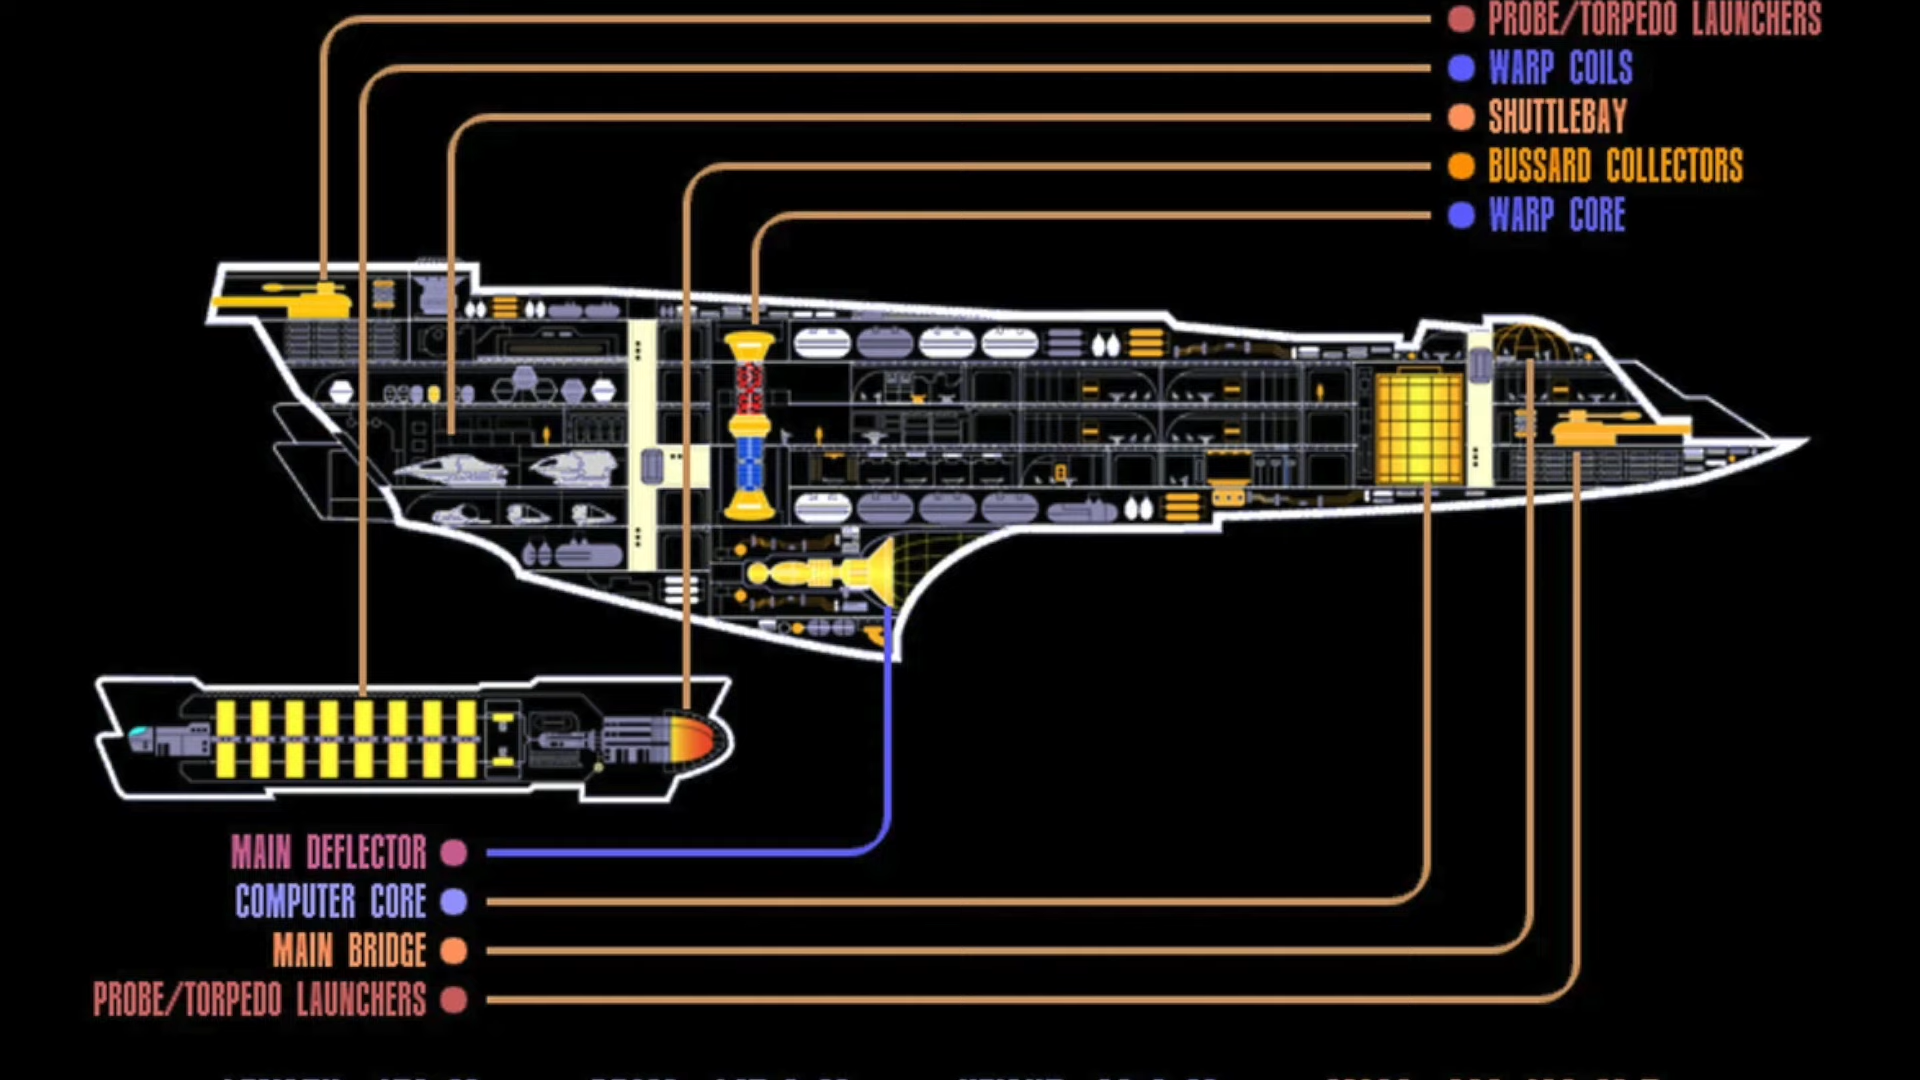 PROBE/TORPEDO LAUNCHERS
WARP COILS
SHUTTLEBAY
BUSSARD COLLECTORS
WARP CORE
MAIN DEFLECTOR
COMPUTER CORE
MAIN BRIDGE
PROBE/TORPEDO LAUNCHERS